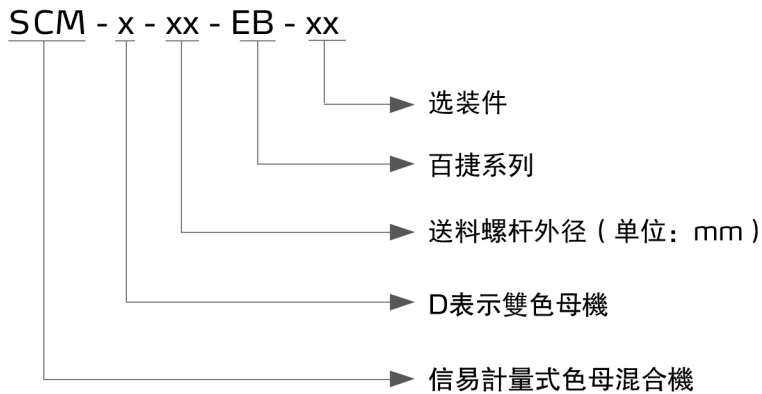 SCM - x - xx - EB - xx
选装件
百捷系列
送料螺杆外径（单位：mm）
D表示雙色母機
信易計量式色母混合機